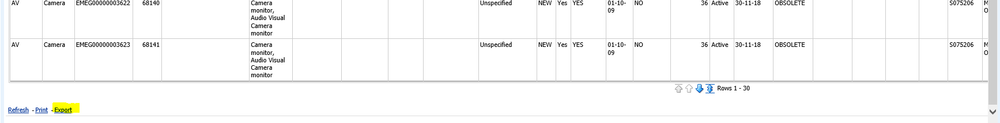 AV Camera EMEG00000003622 68140 Camera Unspecified NEW Yes YES 01-10- NO 36 Active 30-11-18 OBSOLETE S075206 M
monitor, 09 O
Audio Visual
Camera
monitor
AV Camera EMEG00000003623 68141 Camera Unspecified NEW Yes YES 01-10- NO 36 Active 30-11-18 OBSOLETE S075206 M
monitor, 09 O
Audio Visual
Camera
monitor
Rows 1 - 30
Refresh - Print - Export